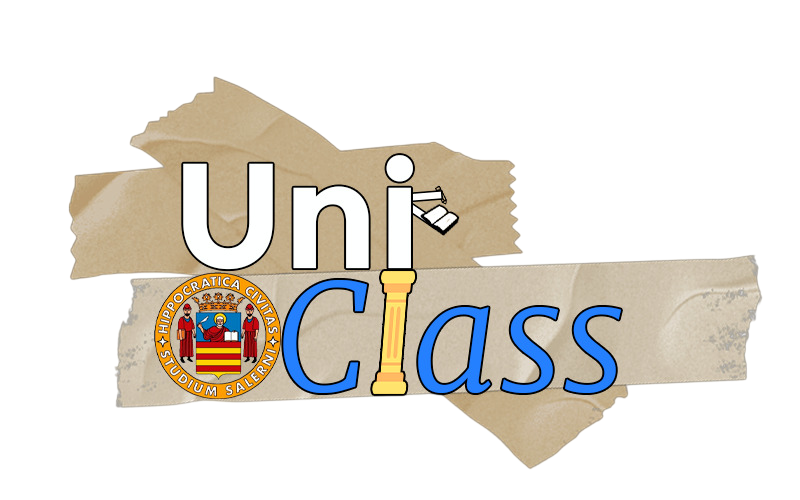 Uni
HIPPOCRATICA CIVITAS
STUDIUM SALERNI
Class